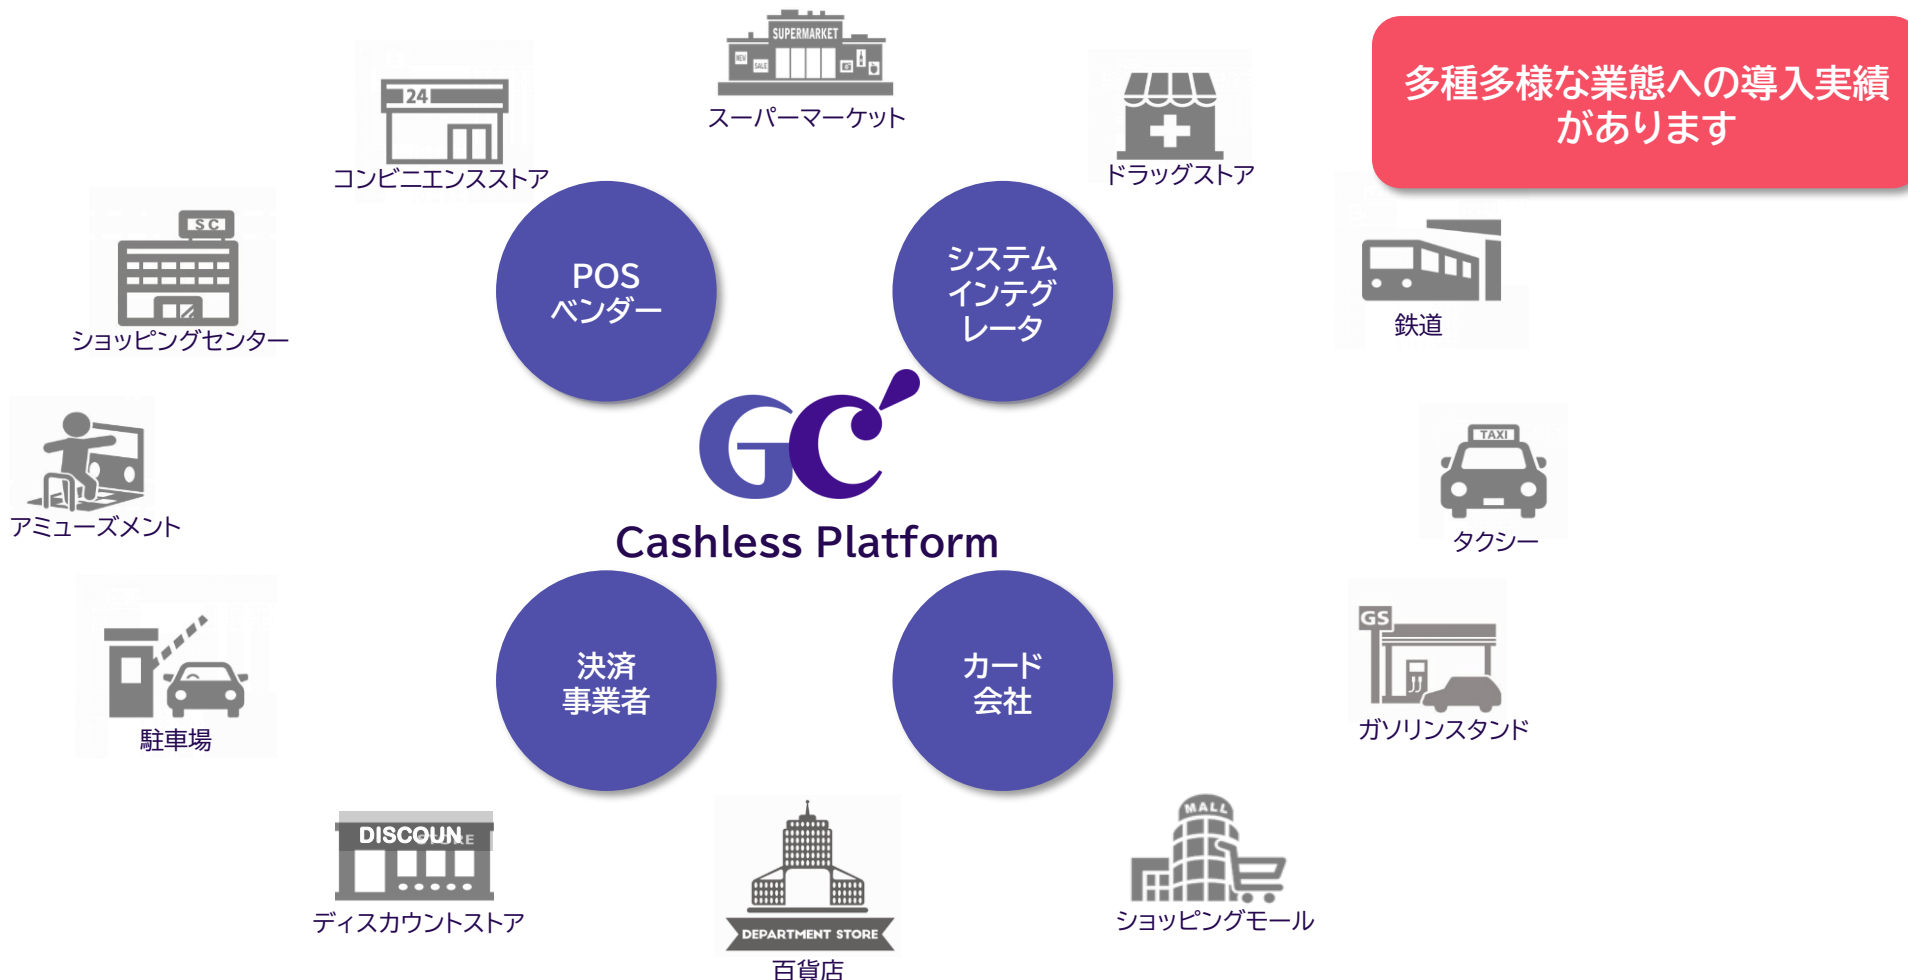 SUPERMARKET
NEW
SALE
スーパーマーケット
多種多様な業態への導入実績
があります
24
コンビニエンスストア
ドラッグストア
SC
ショッピングセンター
POS
ベンダー
システム
インテグ
レータ
鉄道
GC'
Cashless Platform
アミューズメント
TAXI
タクシー
駐車場
決済
事業者
カード
会社
GS
ガソリンスタンド
DISCOUN
STORE
ディスカウントストア
DEPARTMENT STORE
百貨店
MALL
ショッピングモール